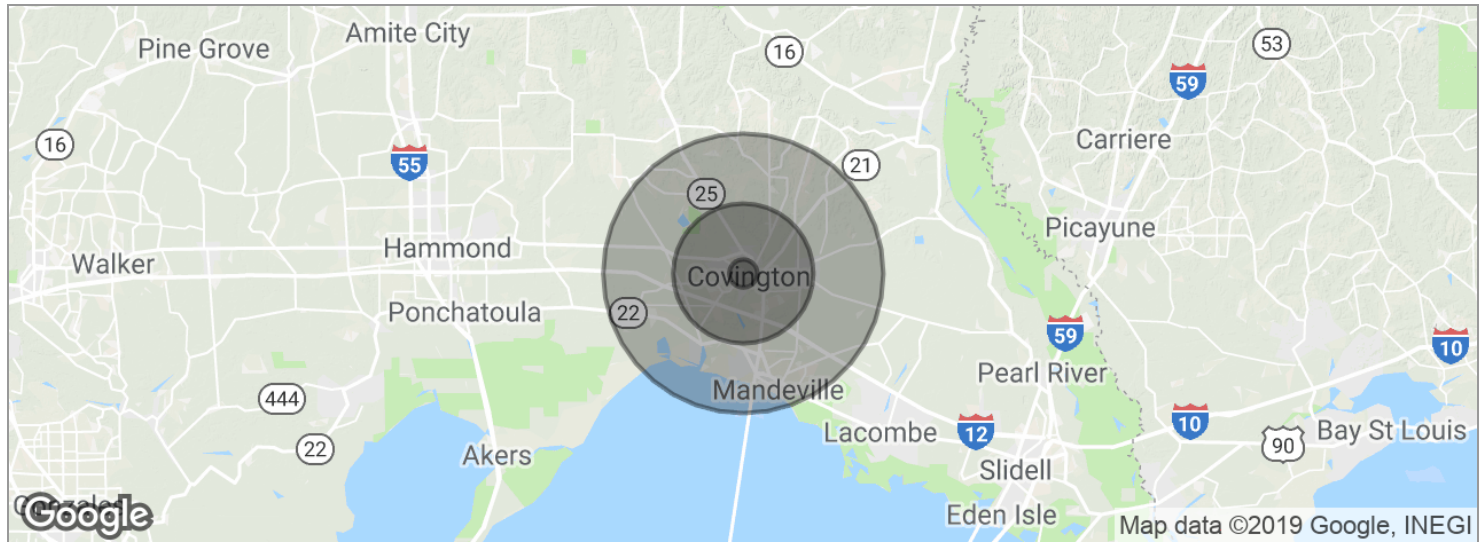 Amite City
Pine Grove
16
53
59
Carriere
16
55
21
25
Picayune
Hammond
Walker
Covington
Ponchatoula
22
59
10
Pearl River
Mandeville
444
10
Lacombe
12
Bay St Louis
90
22
Akers
Slidell
Gonzales
Google
Eden Isle
Map data ©2019 Google, INEGI